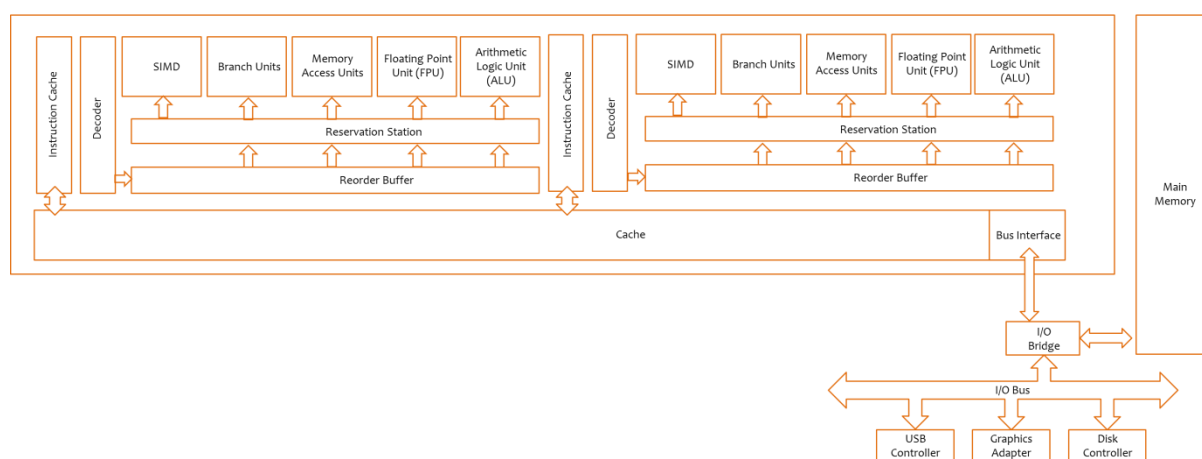 Instruction Cache
Decoder
SIMD
Branch Units
Memory
Access Units
Floating Point
Unit (FPU)
Arithmetic
Logic Unit
(ALU)
Reservation Station
Reorder Buffer
Instruction Cache
Decoder
SIMD
Branch Units
Memory
Access Units
Floating Point
Unit (FPU)
Arithmetic
Logic Unit
(ALU)
Reservation Station
Reorder Buffer
Main
Memory
Cache
Bus Interface
I/O
Bridge
I/O Bus
USB
Controller
Graphics
Adapter
Disk
Controller